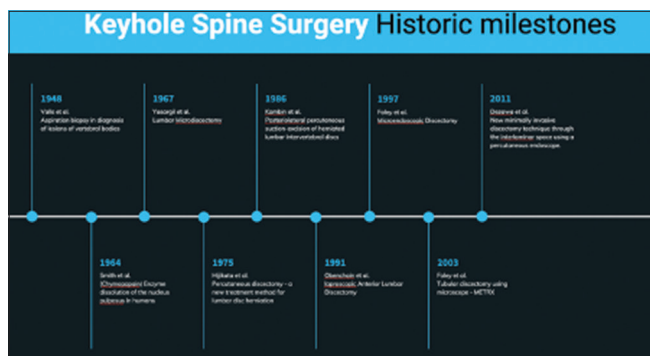 Keyhole Spine Surgery Historic milestones
1948
Valls et al.
Aspiration biopsy in diagnosis
of lesions of vertebral bodies
1967
Yasargil et al.
Lumbar Microdiscectomy
1986
Kambin et al.
Posteriolateral percutaneous
suction-excision of herniated
lumbar intervertebral discs
1997
Foley et al.
Microendoscopic Discectomy
2011
Dezawa et al.
New minimally invasive
discectomy technique through
the interlaminar space using a
percutaneous endoscope.
1964
Smith et al.
(Chymopapain) Enzyme
dissolution of the nucleus
pulposus in humans
1975
Hijikata et al.
Percutaneous discectomy - a
new treatment method for
lumbar disc herniation
1991
Obenchain et al.
Anterior Lumbar
Discectomy
2003
Foley et al.
Tubular discectomy using
microscope - METRX